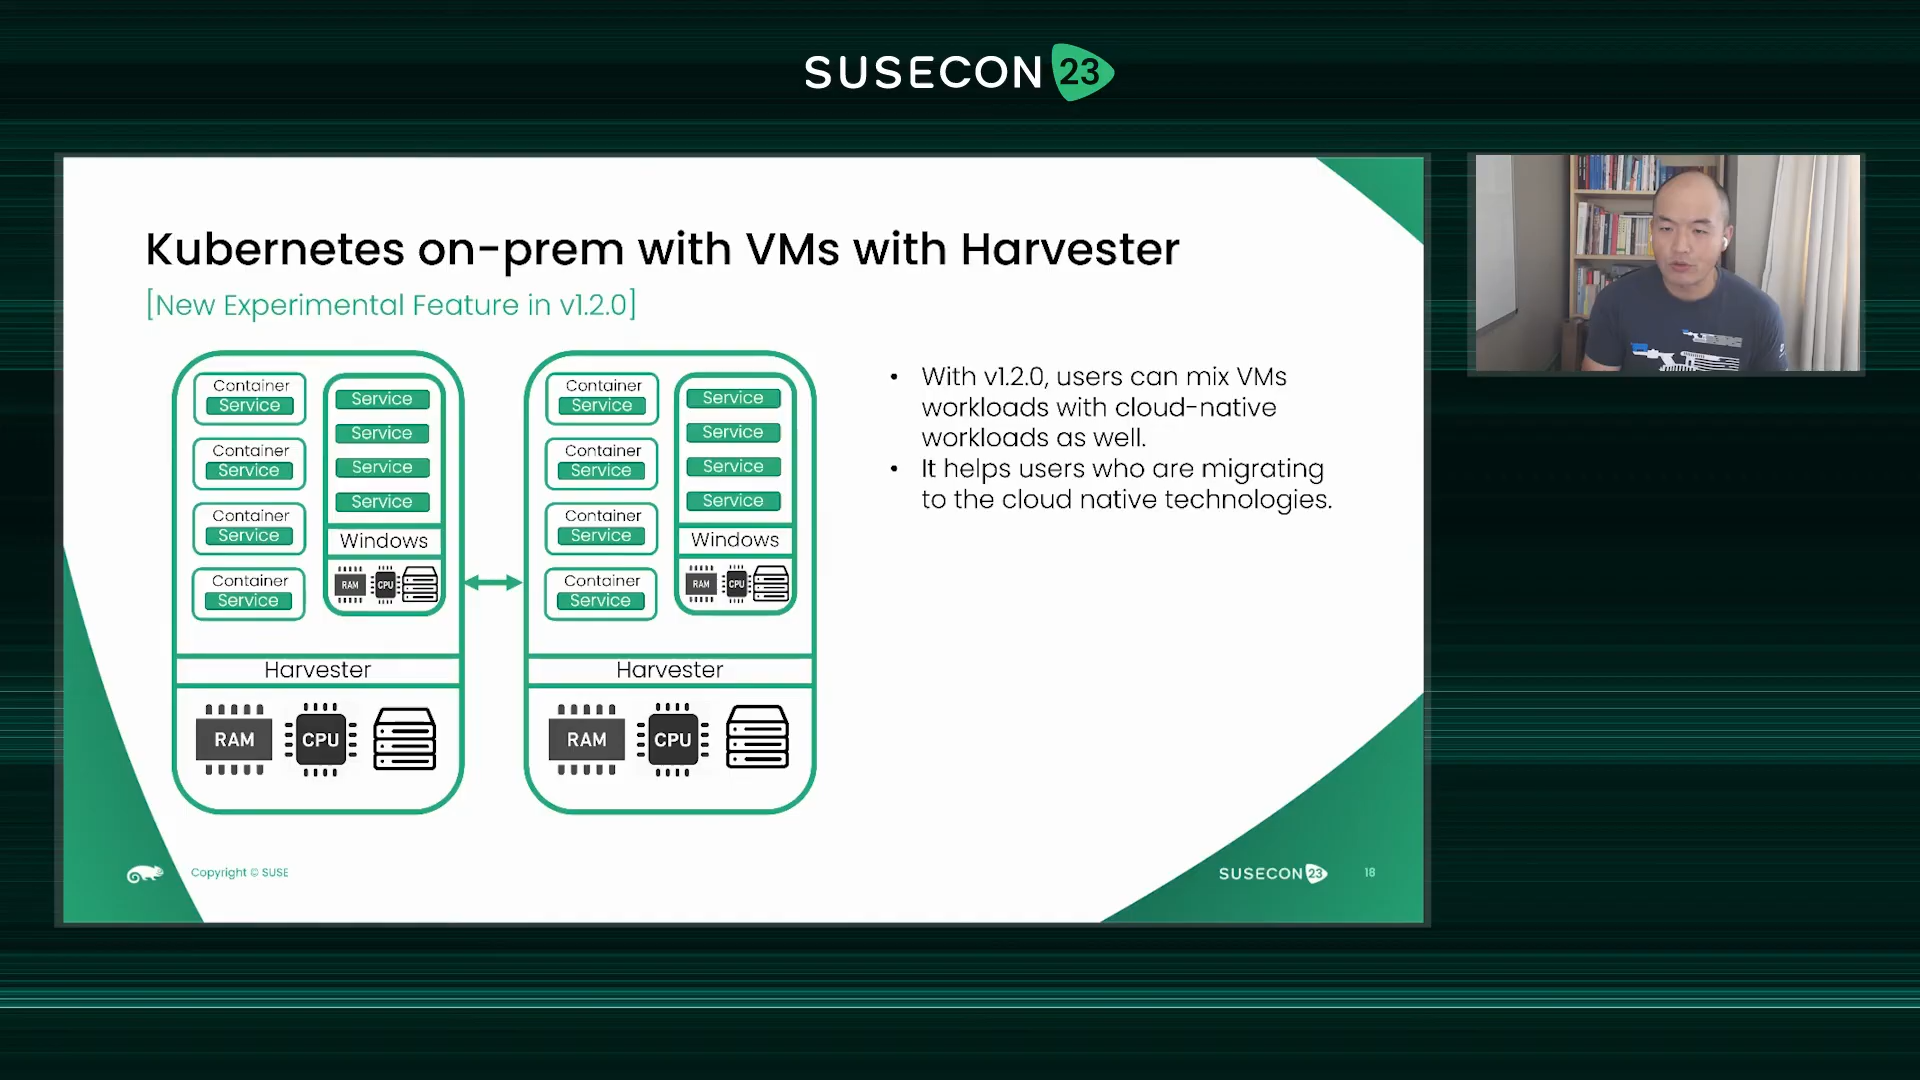 SUSECON 23
Kubernetes on-prem with VMs with Harvester
[New Experimental Feature in v1.2.0]
Container
Service
Container
Service
Container
Service
Container
Service
Service
Service
Service
Service
Windows
RAM
CPU
Harvester
RAM
CPU
Container
Service
Container
Service
Container
Service
Container
Service
Service
Service
Service
Service
Windows
RAM
CPU
Harvester
RAM
CPU
• With v1.2.0, users can mix VMs
workloads with cloud-native
workloads as well.
• It helps users who are migrating
to the cloud native technologies.
Copyright © SUSE
SUSECON 23
18